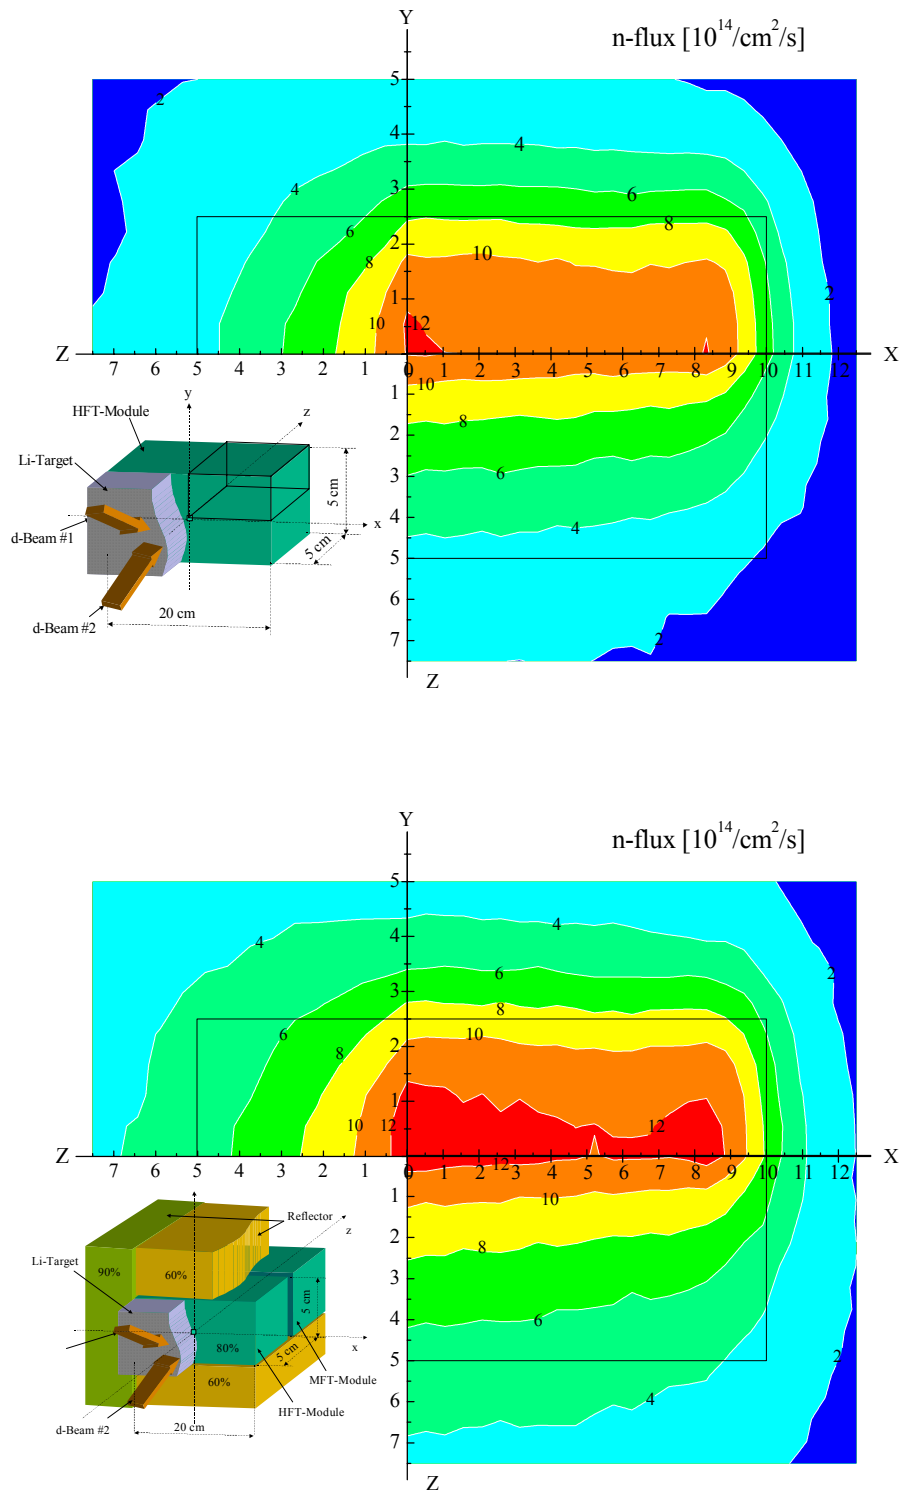 Y
n-flux [10^14/cm^2/s]
5
2
4
4
4
3
6
6
8
2
10
8
1
2
10
12
Z 7 6 5 4 3 2 1 0 1 2 3 4 5 6 7 8 9 10 11 12 X
10
1
8
2
6
3
4
4
5
6
2
7
Z
HFT-Module
y
z
Li-Target
5 cm
d-Beam #1
x
5 cm
20 cm
d-Beam #2
Y
n-flux [10^14/cm^2/s]
5
4
4
4
2
6
3
8
6
10
8
2
1
10
12
12
Z 7 6 5 4 3 2 1 0 1 2 3 4 5 6 7 8 9 10 11 12 X
12
1
10
2
8
3
4
6
5
2
6
4
7
Z
Reflector
z
Li-Target
90%
60%
5 cm
x
80%
5 cm
60%
MFT-Module
HFT-Module
20 cm
d-Beam #2